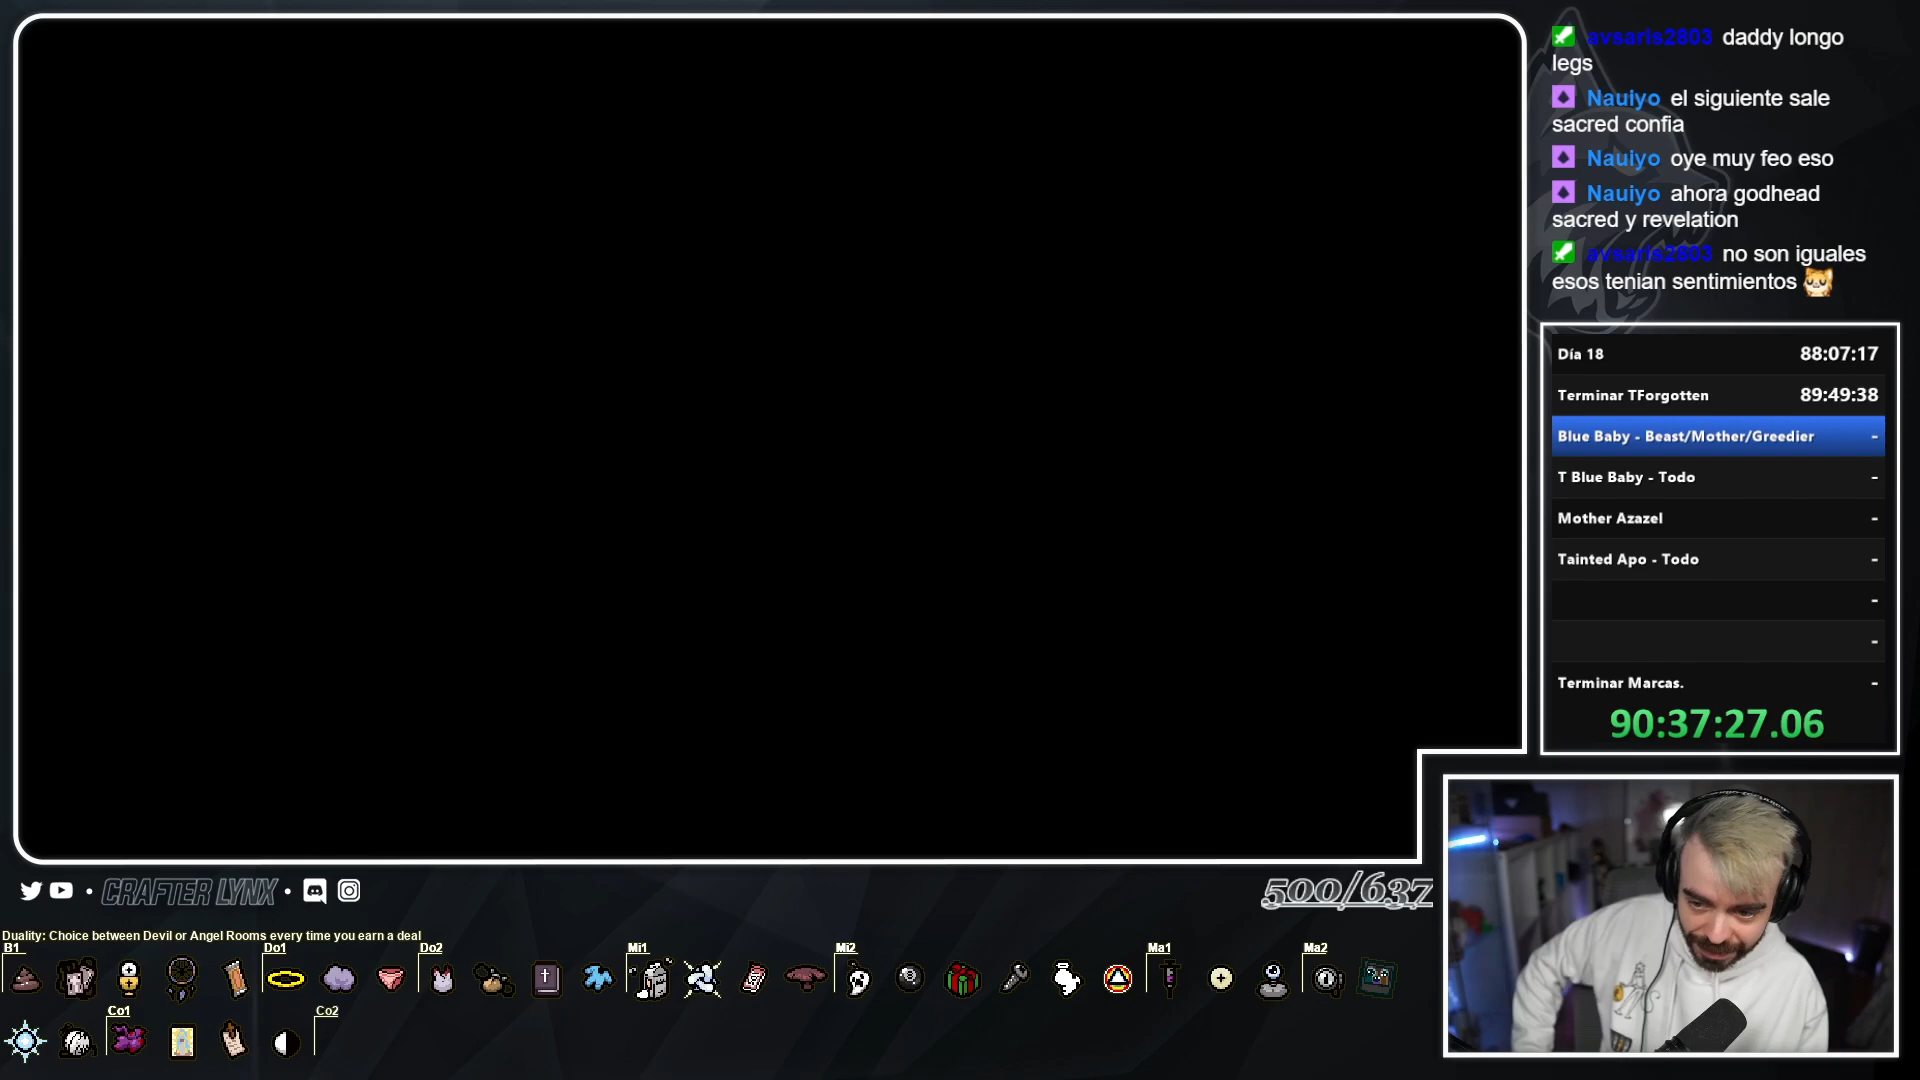 avsaris2803 daddy longo
legs
Nauiyo el siguiente sale
sacred confia
Nauiyo oye muy feo eso
Nauiyo ahora godhead
sacred y revelation
avsaris2803 no son iguales
esos tenian sentimientos
Día 18 88:07:17
Terminar TForgotten 89:49:38
Blue Baby - Beast/Mother/Greedier -
T Blue Baby - Todo -
Mother Azazel -
Tainted Apo - Todo -
-
-
Terminar Marcas. -
90:37:27.06
CRAFTER LYNX
500/637
Duality: Choice between Devil or Angel Rooms every time you earn a deal
B1 Do1 Do2 Mi1 Mi2 Ma1 Ma2
Co1 Co2